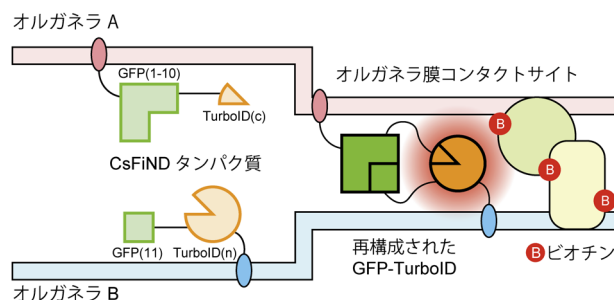 オルガネラ A
GFP(1-10)
TurboID(c)
CsFiND タンパク質
GFP(11)
TurboID(n)
オルガネラ B
オルガネラ膜コンタクトサイト
B
B
B
再構成された
GFP-TurboID
B ビオチン